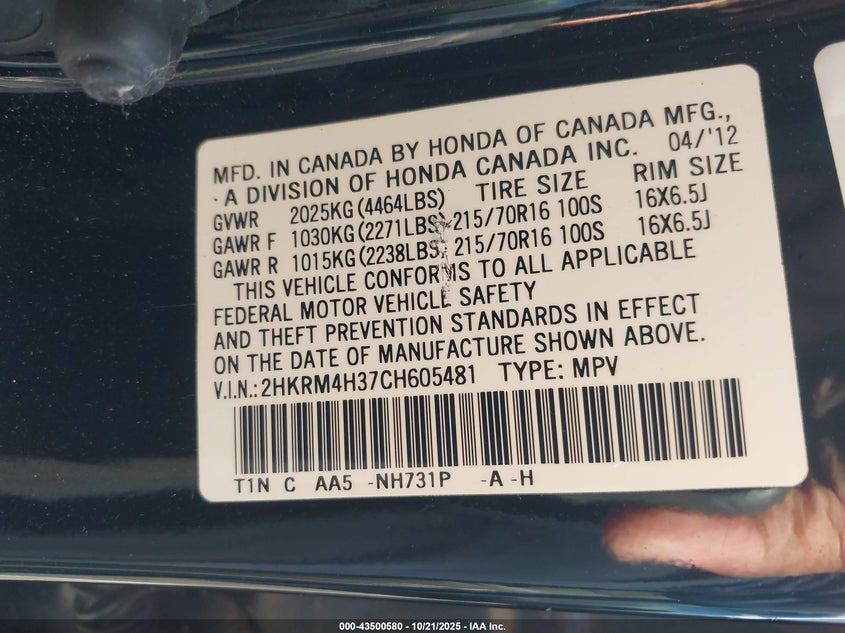 MFD. IN CANADA BY HONDA OF CANADA MFG.,
A DIVISION OF HONDA CANADA INC. 04/'12
GVWR 2025KG(4464LBS) TIRE SIZE RIM SIZE
GAWR F 1030KG(2271LBS) 215/70R16 100S 16X6.5J
GAWR R 1015KG(2238LBS) 215/70R16 100S 16X6.5J
THIS VEHICLE CONFORMS TO ALL APPLICABLE
FEDERAL MOTOR VEHICLE SAFETY
AND THEFT PREVENTION STANDARDS IN EFFECT
ON THE DATE OF MANUFACTURE SHOWN ABOVE.
V.I.N.:2HKRM4H37CH605481 TYPE: MPV
T1N C AA5 -NH731P -A -H
000-43500580 - 10/21/2025 - IAA Inc.